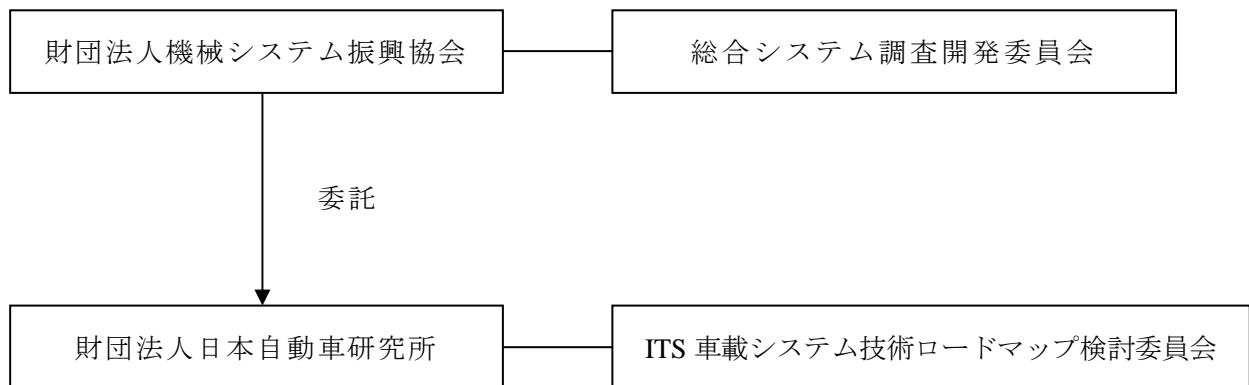 財団法人機械システム振興協会
総合システム調査開発委員会
委託
財団法人日本自動車研究所
ITS 車載システム技術ロードマップ検討委員会